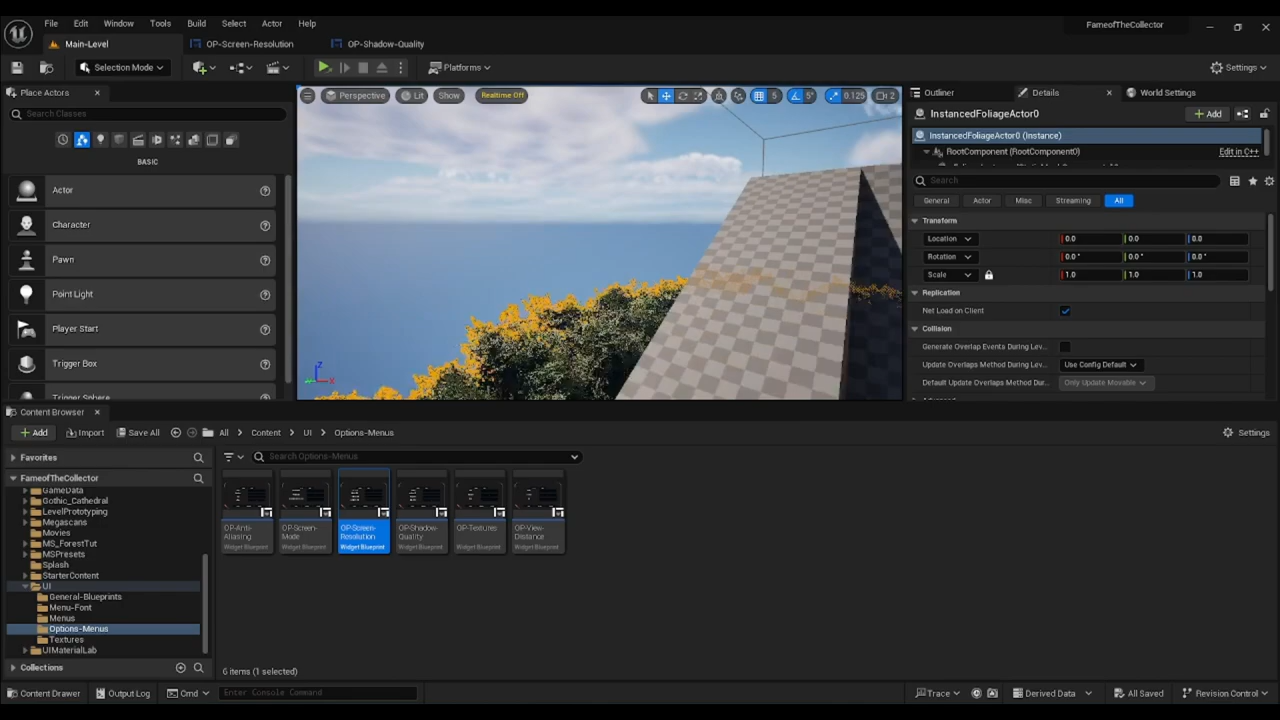 File Edit Window Tools Build Select Actor Help
FameofTheCollector
Main-Level OP-Screen-Resolution OP-Shadow-Quality
Selection Mode Platforms Settings
Place Actors
Search Classes
BASIC
Actor
Character
Pawn
Point Light
Player Start
Trigger Box
Trigger Sphere
Perspective Lit Show Realtime Off 5 5° 0.125 2
Outliner Details World Settings
InstancedFoliageActor0 Add
InstancedFoliageActor0 (Instance)
RootComponent (RootComponent0) Edit in C++
Search
General Actor Misc Streaming All
Transform
Location 0.0 0.0 0.0
Rotation 0.0 ° 0.0 ° 0.0 °
Scale 1.0 1.0 1.0
Replication
Net Load on Client
Collision
Generate Overlap Events During Lev...
Update Overlaps Method During Lev... Use Config Default
Default Update Overlaps Method Dur... Only Update Movable
Content Browser
Add Import Save All All Content UI Options-Menus Settings
Favorites
FameofTheCollector
GameData
Gothic_Cathedral
LevelPrototyping
Megascans
Movies
MS_ForestTut
MSPresets
Splash
StarterContent
UI
General-Blueprints
Menu-Font
Menus
Options-Menus
Textures
UIMaterialLab
Collections
Search Options-Menus
OP-Anti-
Aliasing
Widget Blueprint
OP-Screen-
Mode
Widget Blueprint
OP-Screen-
Resolution
Widget Blueprint
OP-Shadow-
Quality
Widget Blueprint
OP-Textures
Widget Blueprint
OP-View-
Distance
Widget Blueprint
6 items (1 selected)
Content Drawer Output Log Cmd Enter Console Command Trace Derived Data All Saved Revision Control